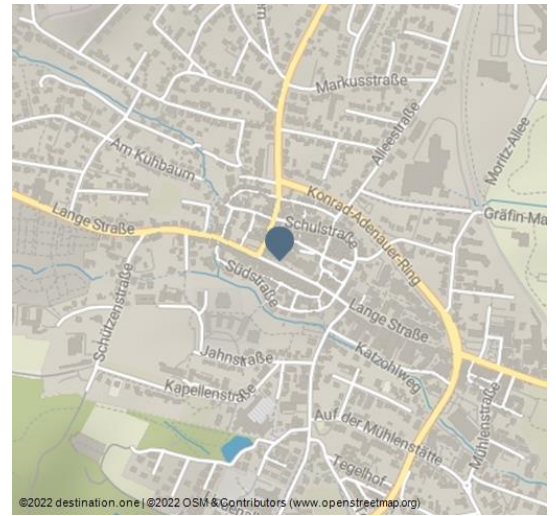 Markusstraße
Alleestraße
Moritz-Allee
Am Kuhbaum
Konrad-Adenauer-Ring
Gräfin-Ma
Schulstraße
Lange Straße
Südstraße
Lange Straße
Schützenstraße
Jahnstraße
Katzohlweg
Kapellenstraße
Auf der Mühlenstätte
Mühlenstraße
Tegelhof
©2022 destination.one | ©2022 OSM & Contributors (www.openstreetmap.org)